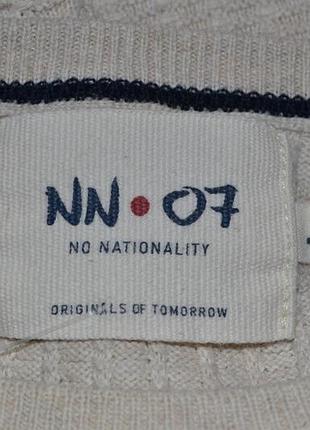 NN•07
NO NATIONALITY
ORIGINALS OF TOMORROW